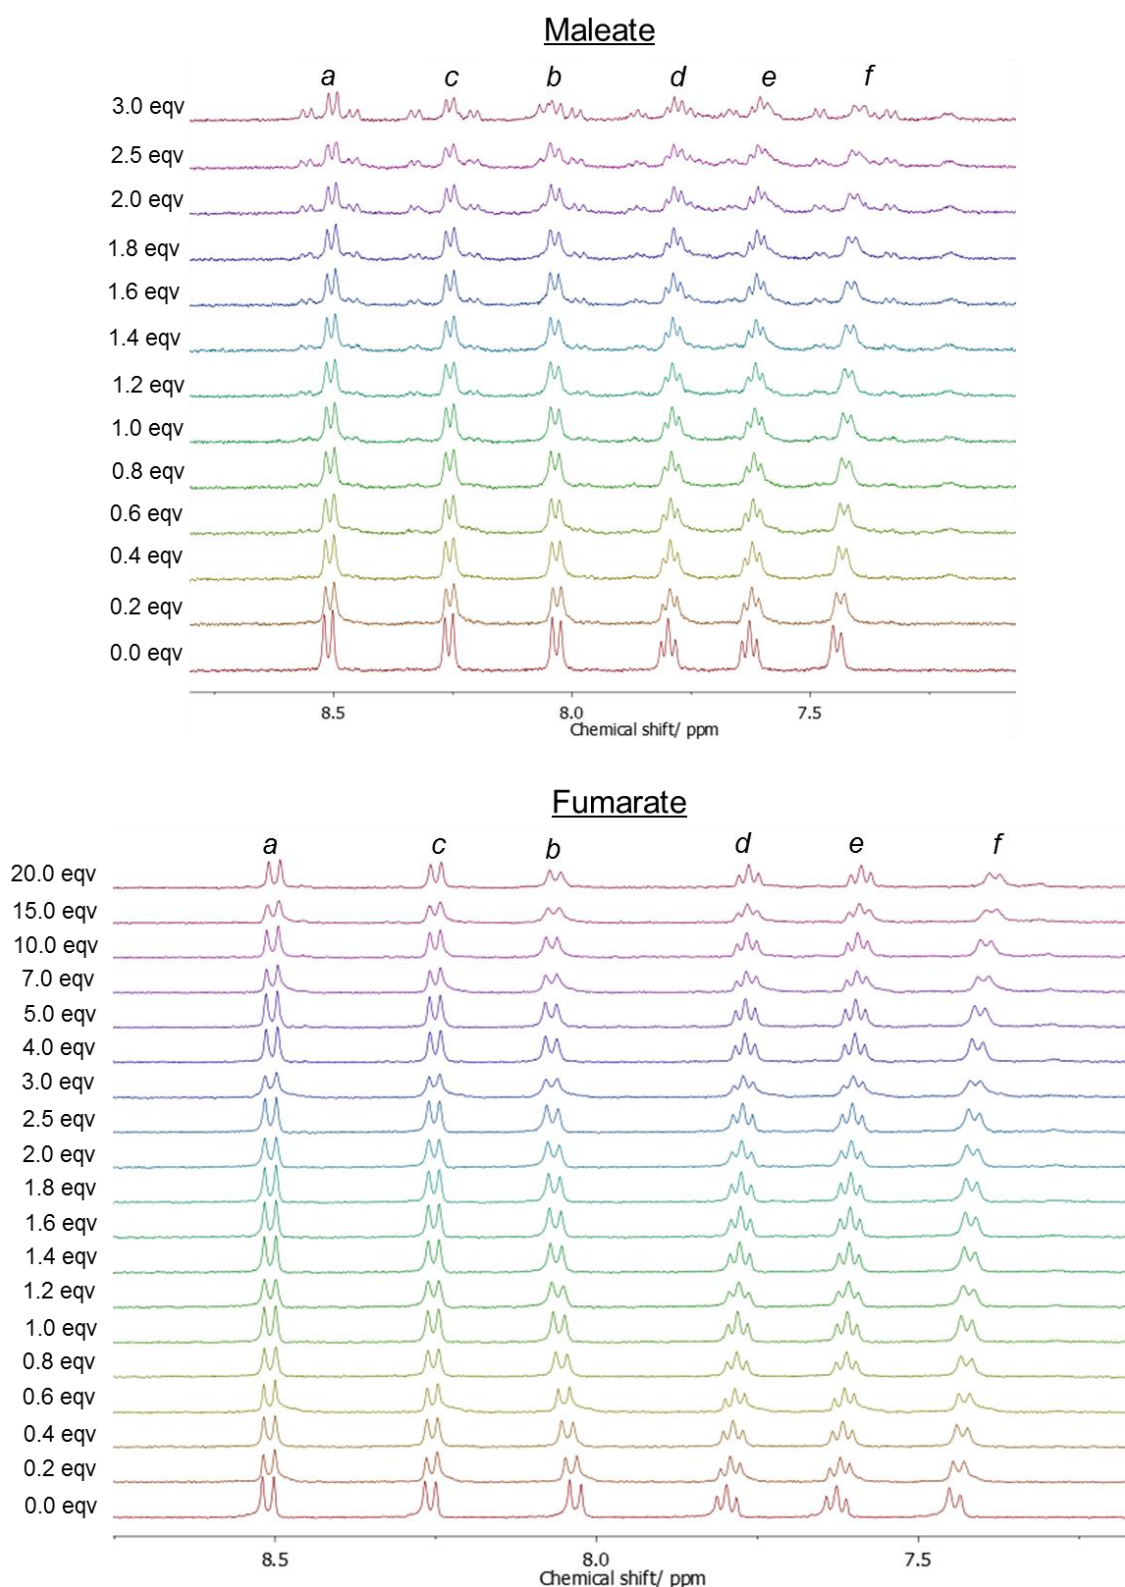 Maleate
a c b d e f
3.0 eqv
2.5 eqv
2.0 eqv
1.8 eqv
1.6 eqv
1.4 eqv
1.2 eqv
1.0 eqv
0.8 eqv
0.6 eqv
0.4 eqv
0.2 eqv
0.0 eqv
8.5 8.0 7.5
Chemical shift/ ppm
Fumarate
a c b d e f
20.0 eqv
15.0 eqv
10.0 eqv
7.0 eqv
5.0 eqv
4.0 eqv
3.0 eqv
2.5 eqv
2.0 eqv
1.8 eqv
1.6 eqv
1.4 eqv
1.2 eqv
1.0 eqv
0.8 eqv
0.6 eqv
0.4 eqv
0.2 eqv
0.0 eqv
8.5 8.0 7.5
Chemical shift/ ppm